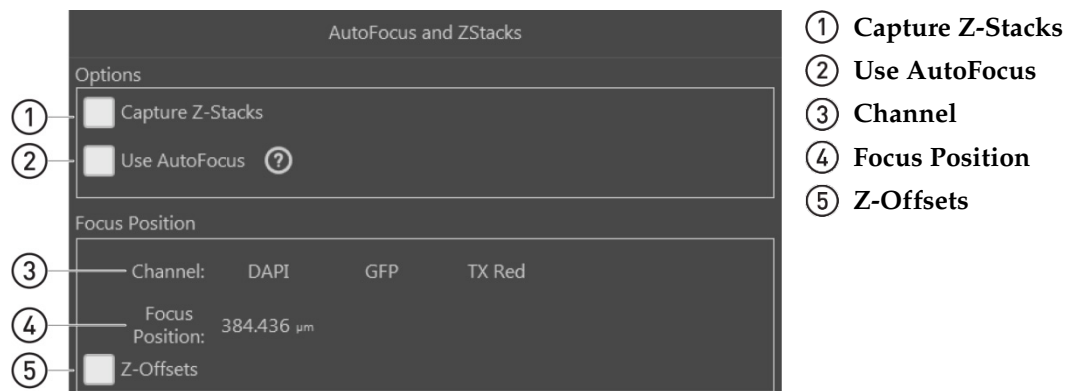 AutoFocus and ZStacks
Options
1 Capture Z-Stacks
2 Use AutoFocus ?
Focus Position
3 Channel: DAPI GFP TX Red
4 Focus Position: 384.436 µm
5 Z-Offsets
1 Capture Z-Stacks
2 Use AutoFocus
3 Channel
4 Focus Position
5 Z-Offsets